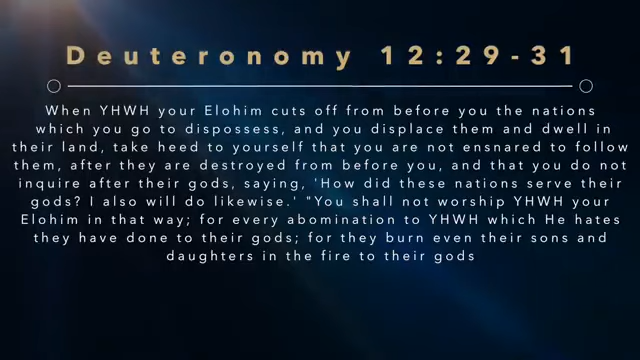 Deuteronomy 12:29-31
When YHWH your Elohim cuts off from before you the nations
which you go to dispossess, and you displace them and dwell in
their land, take heed to yourself that you are not ensnared to follow
them, after they are destroyed from before you, and that you do not
inquire after their gods, saying, 'How did these nations serve their
gods? I also will do likewise.' "You shall not worship YHWH your
Elohim in that way; for every abomination to YHWH which He hates
they have done to their gods; for they burn even their sons and
daughters in the fire to their gods